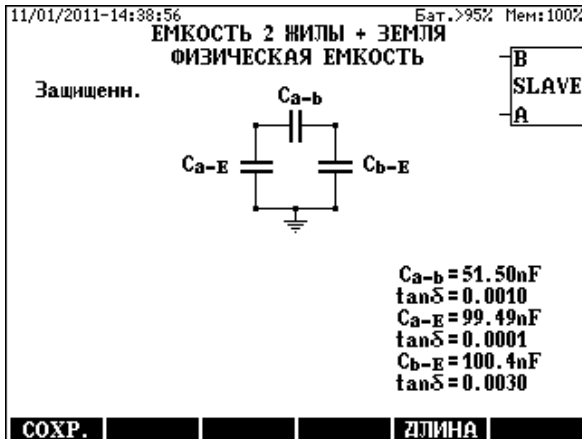 11/01/2011-14:38:56 Бат.>95% Мем:100%
ЕМКОСТЬ 2 ЖИЛЫ + ЗЕМЛЯ
ФИЗИЧЕСКАЯ ЕМКОСТЬ
B
Защищенн.
SLAVE
Ca-b
A
Ca-E
Cb-E
Ca-b=51.50nF
tanδ=0.0010
Ca-E=99.49nF
tanδ=0.0001
Cb-E=100.4nF
tanδ=0.0030
СОХР. ДЛИНА